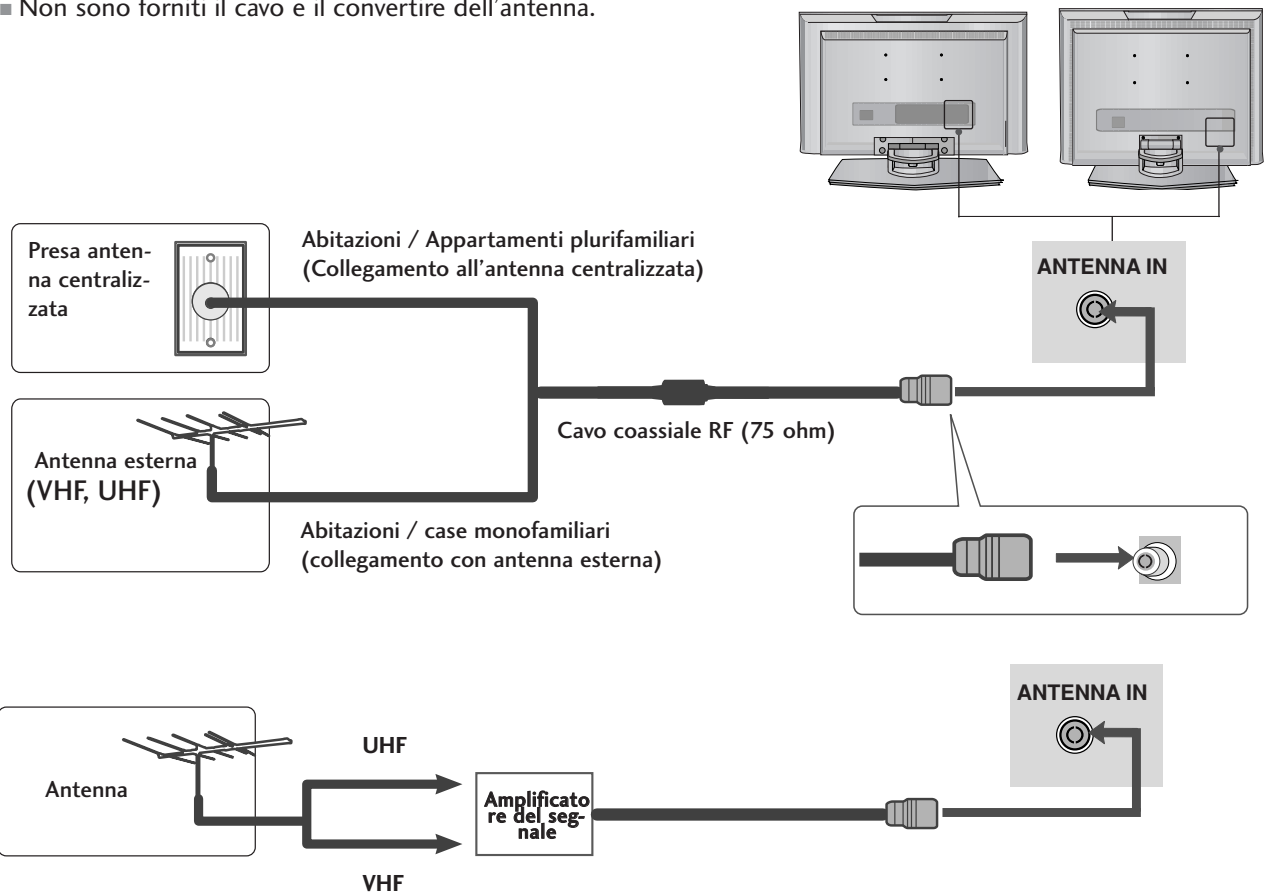 ■ Non sono forniti il cavo e il convertire dell'antenna.
Presa anten-
na centraliz-
zata
Abitazioni / Appartamenti plurifamiliari
(Collegamento all'antenna centralizzata)
ANTENNA IN
Antenna esterna
(VHF, UHF)
Cavo coassiale RF (75 ohm)
Abitazioni / case monofamiliari
(collegamento con antenna esterna)
ANTENNA IN
Antenna
UHF
Amplificato
re del seg-
nale
VHF